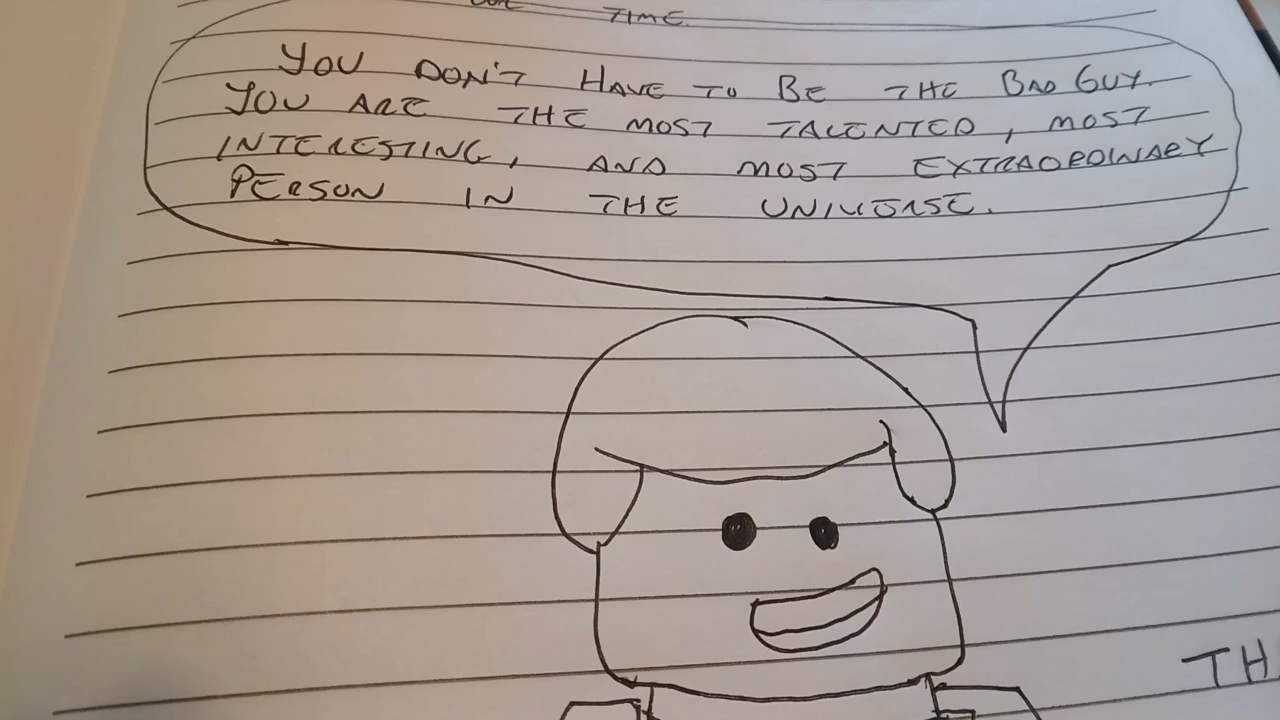 TIME
YOU DON'T HAVE TO BE THE BAD GUY.
YOU ARE THE MOST TALENTED, MOST
INTERESTING, AND MOST EXTRAORDINARY
PERSON IN THE UNIVERSE.